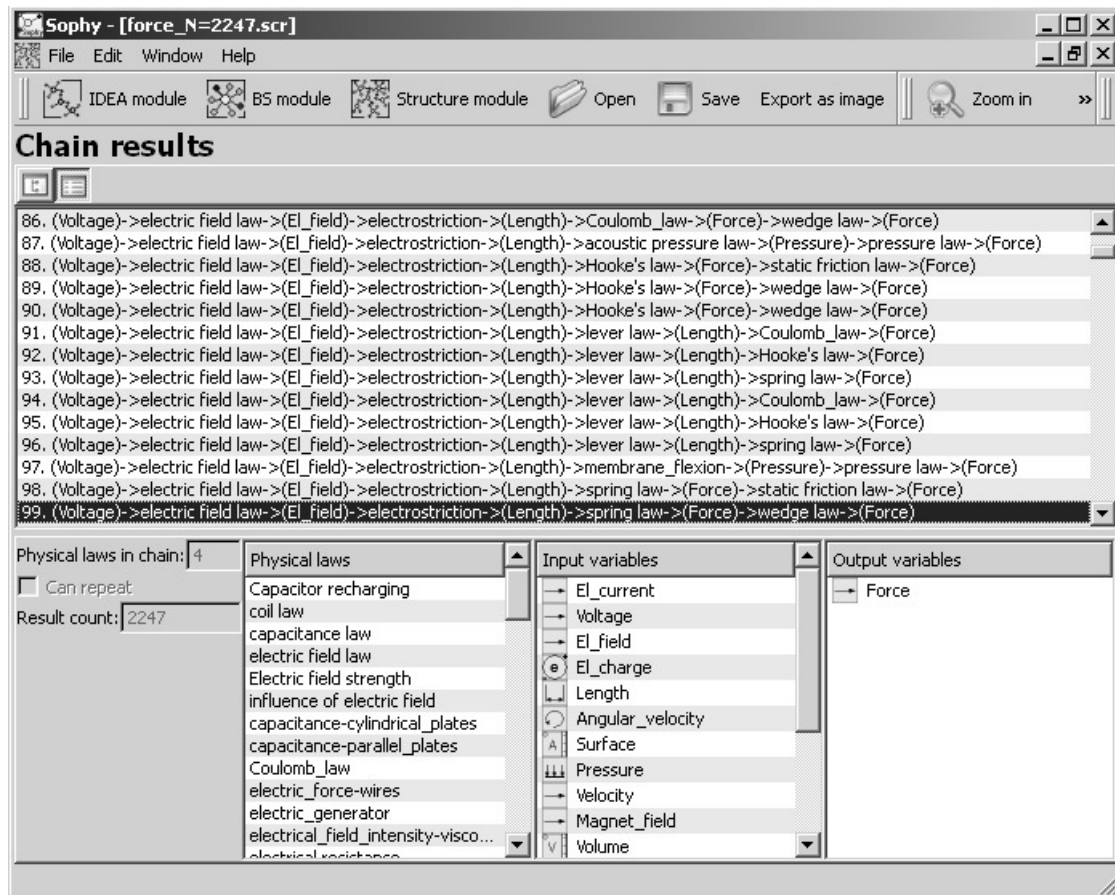 Sophy - [force_N=2247.scr]
File Edit Window Help
IDEA module BS module Structure module Open Save Export as image Zoom in »
Chain results
86. (Voltage)->electric field law->(El_field)->electrostriction->(Length)->Coulomb_law->(Force)->wedge law->(Force)
87. (Voltage)->electric field law->(El_field)->electrostriction->(Length)->acoustic pressure law->(Pressure)->pressure law->(Force)
88. (Voltage)->electric field law->(El_field)->electrostriction->(Length)->Hooke's law->(Force)->static friction law->(Force)
89. (Voltage)->electric field law->(El_field)->electrostriction->(Length)->Hooke's law->(Force)->wedge law->(Force)
90. (Voltage)->electric field law->(El_field)->electrostriction->(Length)->Hooke's law->(Force)->wedge law->(Force)
91. (Voltage)->electric field law->(El_field)->electrostriction->(Length)->lever law->(Length)->Coulomb_law->(Force)
92. (Voltage)->electric field law->(El_field)->electrostriction->(Length)->lever law->(Length)->Hooke's law->(Force)
93. (Voltage)->electric field law->(El_field)->electrostriction->(Length)->lever law->(Length)->spring law->(Force)
94. (Voltage)->electric field law->(El_field)->electrostriction->(Length)->lever law->(Length)->Coulomb_law->(Force)
95. (Voltage)->electric field law->(El_field)->electrostriction->(Length)->lever law->(Length)->Hooke's law->(Force)
96. (Voltage)->electric field law->(El_field)->electrostriction->(Length)->lever law->(Length)->spring law->(Force)
97. (Voltage)->electric field law->(El_field)->electrostriction->(Length)->membrane_flexion->(Pressure)->pressure law->(Force)
98. (Voltage)->electric field law->(El_field)->electrostriction->(Length)->spring law->(Force)->static friction law->(Force)
99. (Voltage)->electric field law->(El_field)->electrostriction->(Length)->spring law->(Force)->wedge law->(Force)
Physical laws in chain: 4
Can repeat
Result count: 2247
Physical laws
Capacitor recharging
coil law
capacitance law
electric field law
Electric field strength
influence of electric field
capacitance-cylindrical_plates
capacitance-parallel_plates
Coulomb_law
electric_force-wires
electric_generator
electrical_field_intensity-visco...
electrical resistance
Input variables
El_current
Voltage
El_field
e El_charge
Length
Angular_velocity
A Surface
Pressure
Velocity
Magnet_field
V Volume
Output variables
Force